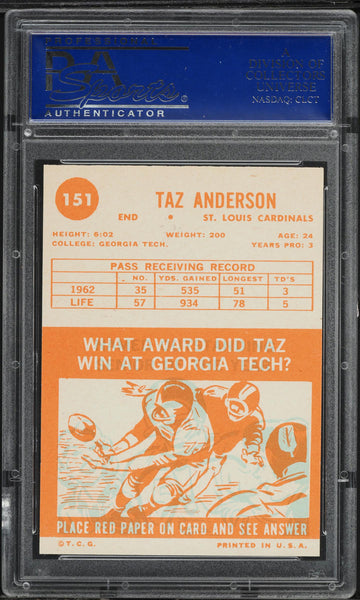 PROFESSIONAL
PSA
Sports
®
AUTHENTICATOR
A
DIVISION OF
COLLECTORS
UNIVERSE
NASDAQ: CLCT
151
TAZ ANDERSON
END • ST. LOUIS CARDINALS
HEIGHT: 6:02 WEIGHT: 200 AGE: 24
COLLEGE: GEORGIA TECH. YEARS PRO: 3
PASS RECEIVING RECORD
NO. YDS. GAINED LONGEST TD'S
1962 35 535 51 3
LIFE 57 934 78 5
WHAT AWARD DID TAZ
WIN AT GEORGIA TECH?
PLACE RED PAPER ON CARD AND SEE ANSWER
© T.C.G. PRINTED IN U.S.A.